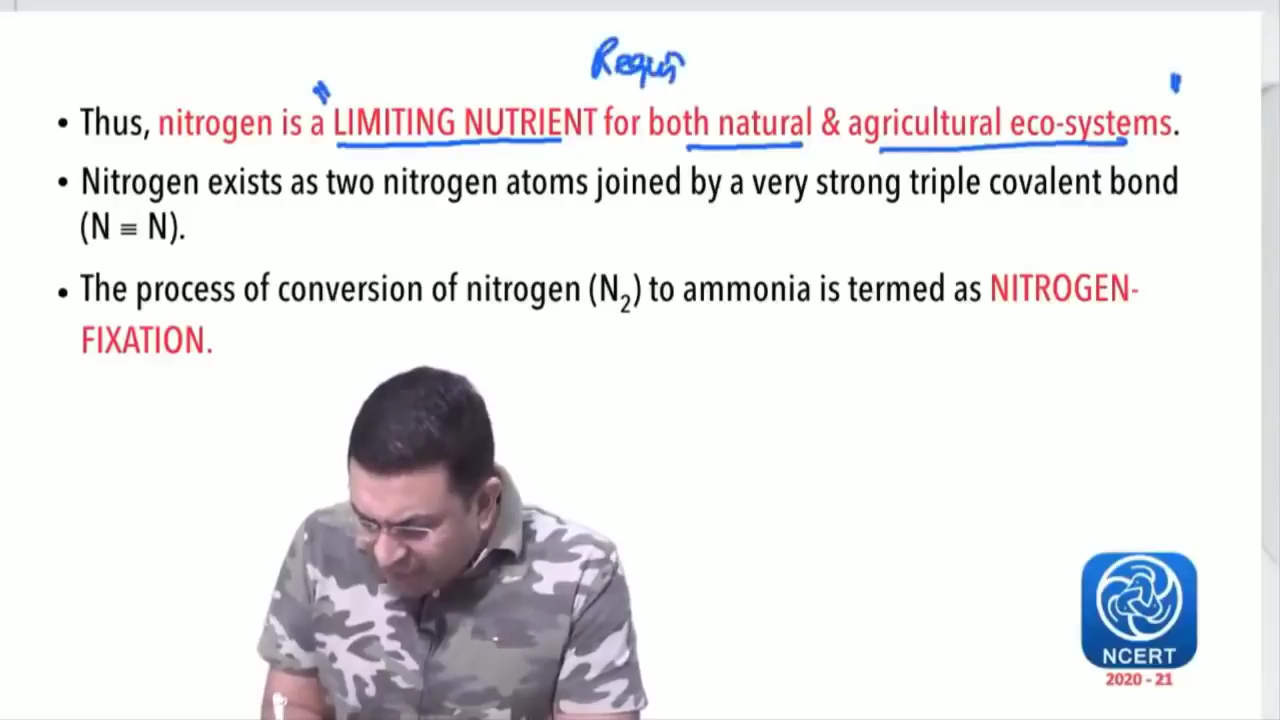 Requi
• Thus, nitrogen is a "LIMITING NUTRIENT for both natural & agricultural eco-systems".
• Nitrogen exists as two nitrogen atoms joined by a very strong triple covalent bond
(N ≡ N).
• The process of conversion of nitrogen (N₂) to ammonia is termed as NITROGEN-
FIXATION.
NCERT
2020 - 21